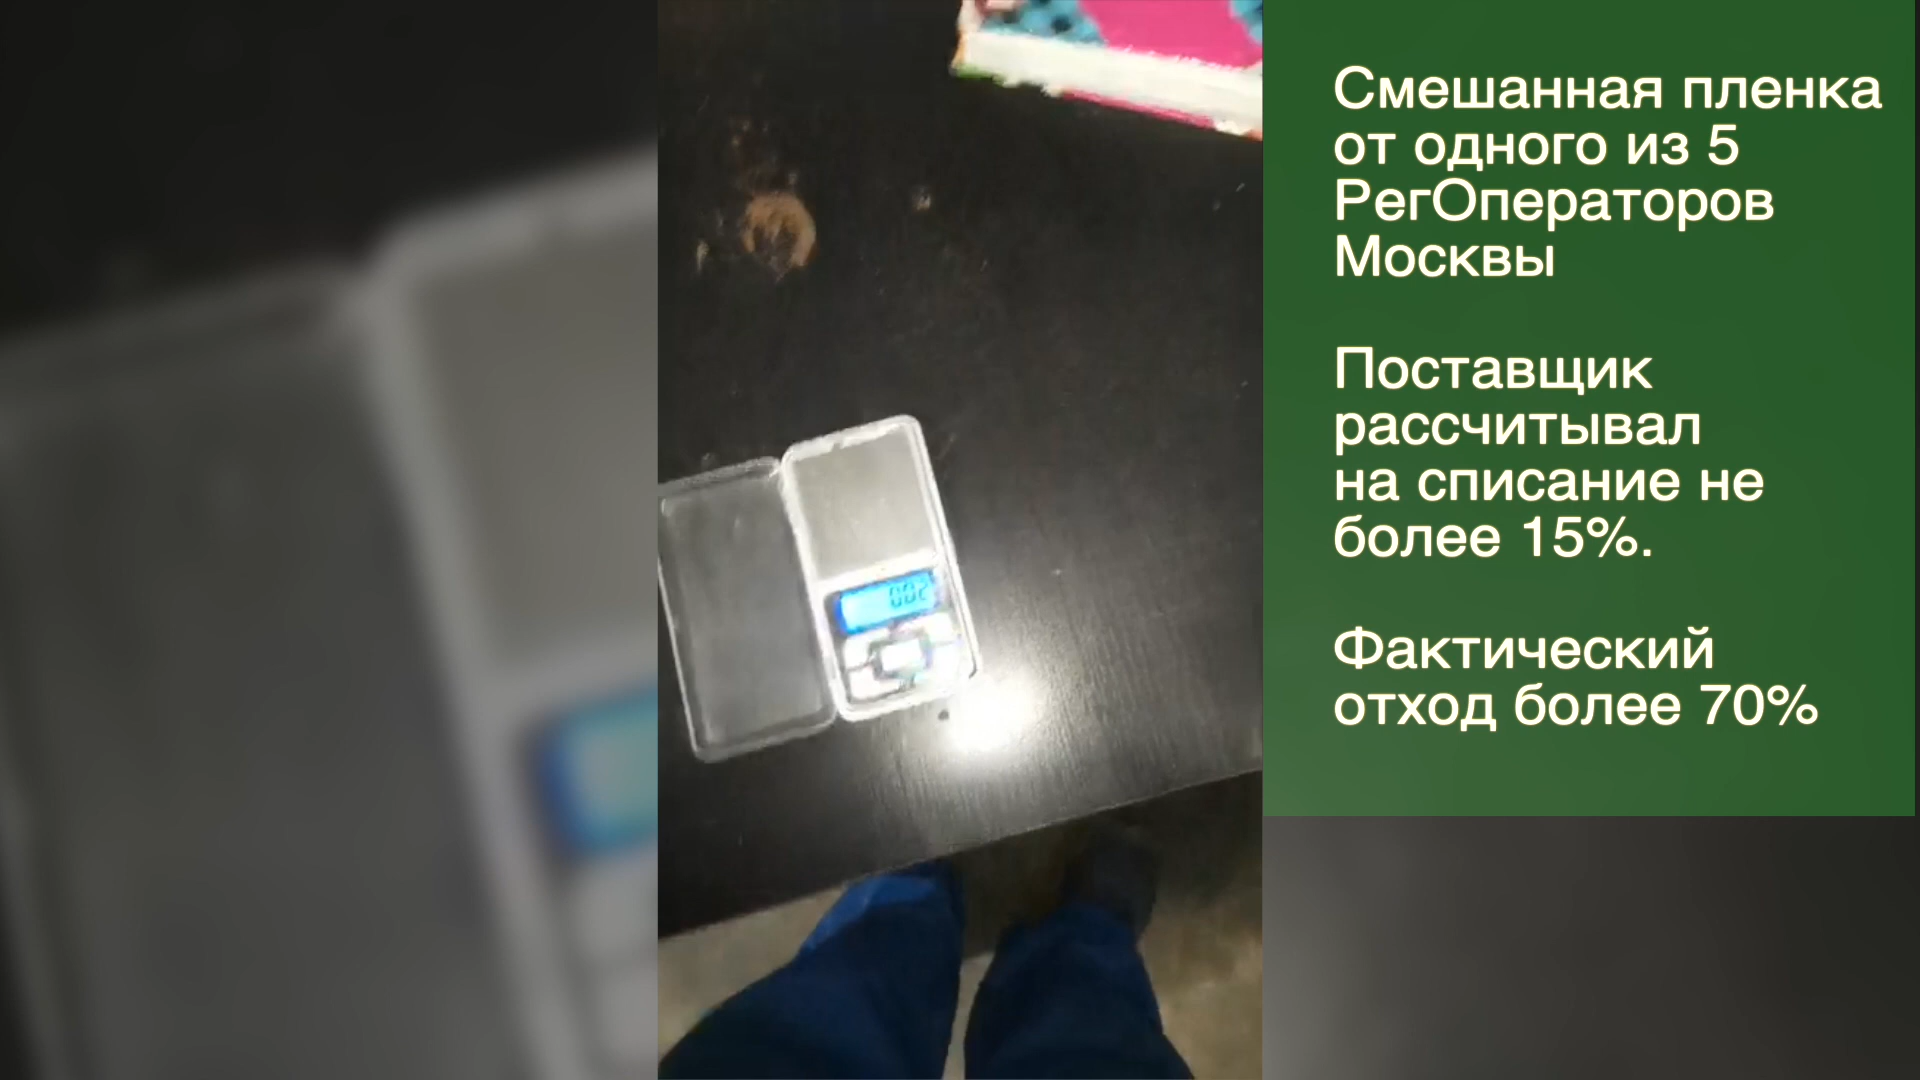 Смешанная пленка
от одного из 5
РегОператоров
Москвы
Поставщик
рассчитывал
на списание не
более 15%.
Фактический
отход более 70%